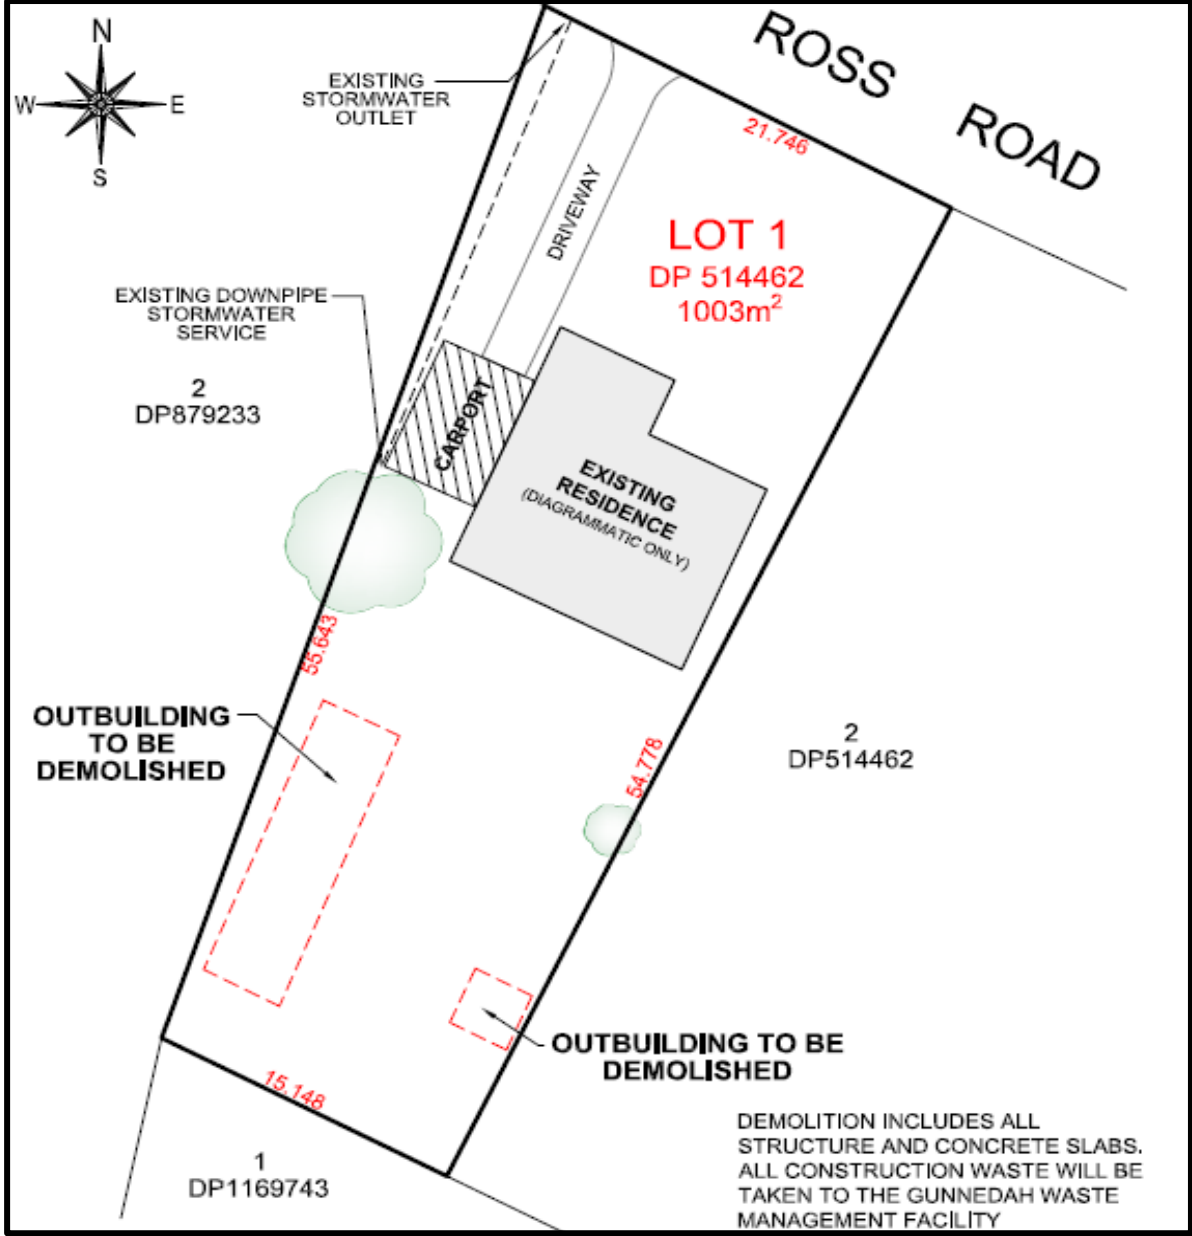 N
W
E
S
ROSS ROAD
EXISTING
STORMWATER
OUTLET
21.746
DRIVEWAY
LOT 1
DP 514462
1003m²
EXISTING DOWNPIPE
STORMWATER
SERVICE
2
DP879233
CARPORT
EXISTING
RESIDENCE
(DIAGRAMMATIC ONLY)
55.643
OUTBUILDING
TO BE
DEMOLISHED
2
DP514462
54.778
OUTBUILDING TO BE
DEMOLISHED
15.148
1
DP1169743
DEMOLITION INCLUDES ALL
STRUCTURE AND CONCRETE SLABS.
ALL CONSTRUCTION WASTE WILL BE
TAKEN TO THE GUNNEDAH WASTE
MANAGEMENT FACILITY